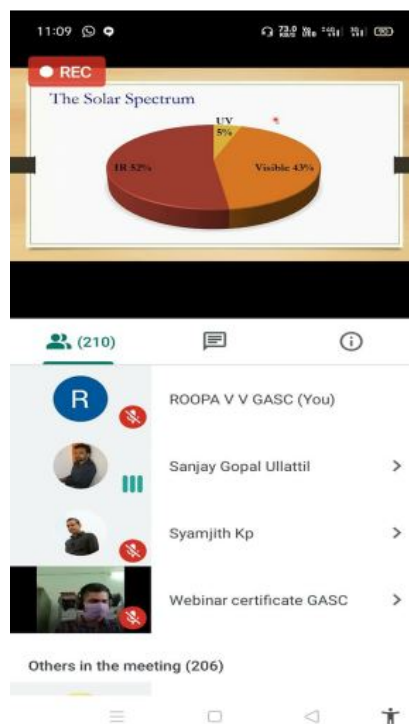 11:09
REC
The Solar Spectrum
UV
5%
IR 52%
Visible 43%
(210)
R
ROOPA V V GASC (You)
Sanjay Gopal Ullattil
Syamjith Kp
Webinar certificate GASC
Others in the meeting (206)